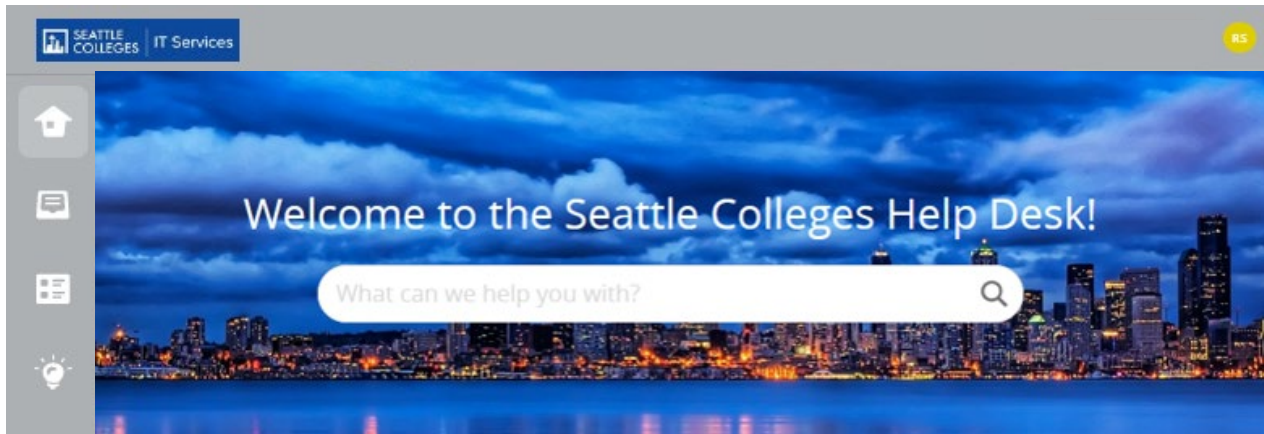 SEATTLE
COLLEGES
IT Services
RS
Welcome to the Seattle Colleges Help Desk!
What can we help you with?